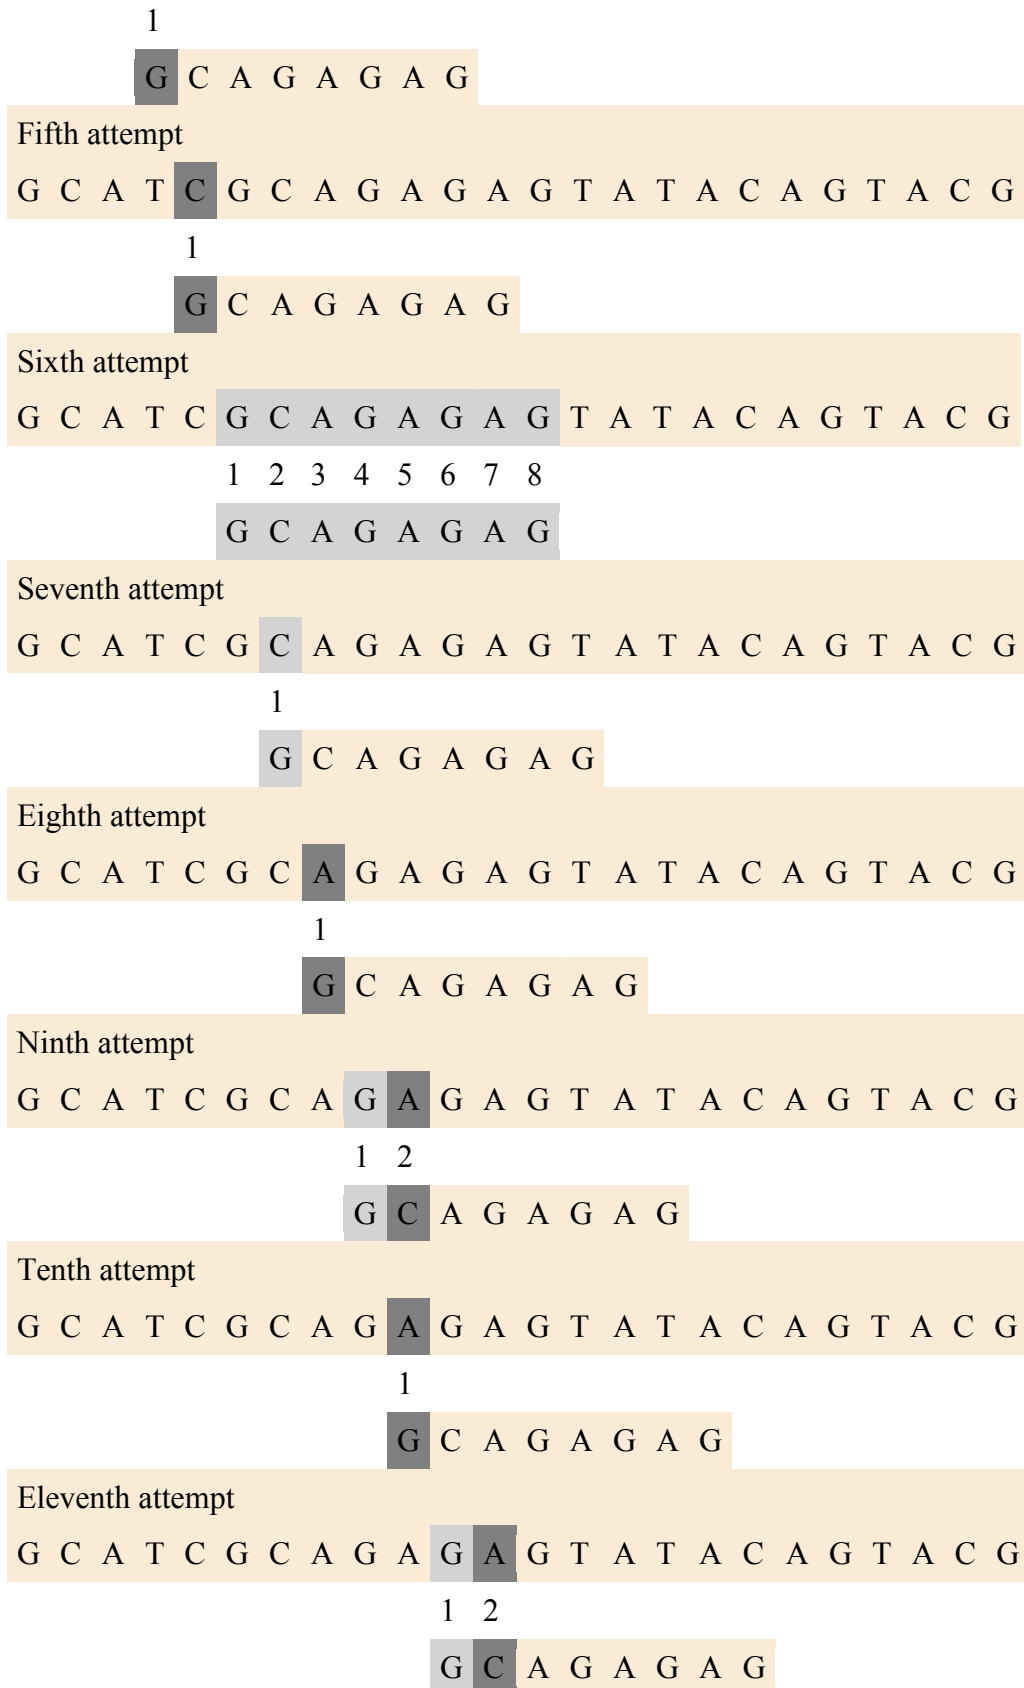 1
G C A G A G A G
Fifth attempt
G C A T C G C A G A G A G T A T A C A G T A C G
1
G C A G A G A G
Sixth attempt
G C A T C G C A G A G A G T A T A C A G T A C G
1 2 3 4 5 6 7 8
G C A G A G A G
Seventh attempt
G C A T C G C A G A G A G T A T A C A G T A C G
1
G C A G A G A G
Eighth attempt
G C A T C G C A G A G A G T A T A C A G T A C G
1
G C A G A G A G
Ninth attempt
G C A T C G C A G A G A G T A T A C A G T A C G
1 2
G C A G A G A G
Tenth attempt
G C A T C G C A G A G A G T A T A C A G T A C G
1
G C A G A G A G
Eleventh attempt
G C A T C G C A G A G A G T A T A C A G T A C G
1 2
G C A G A G A G